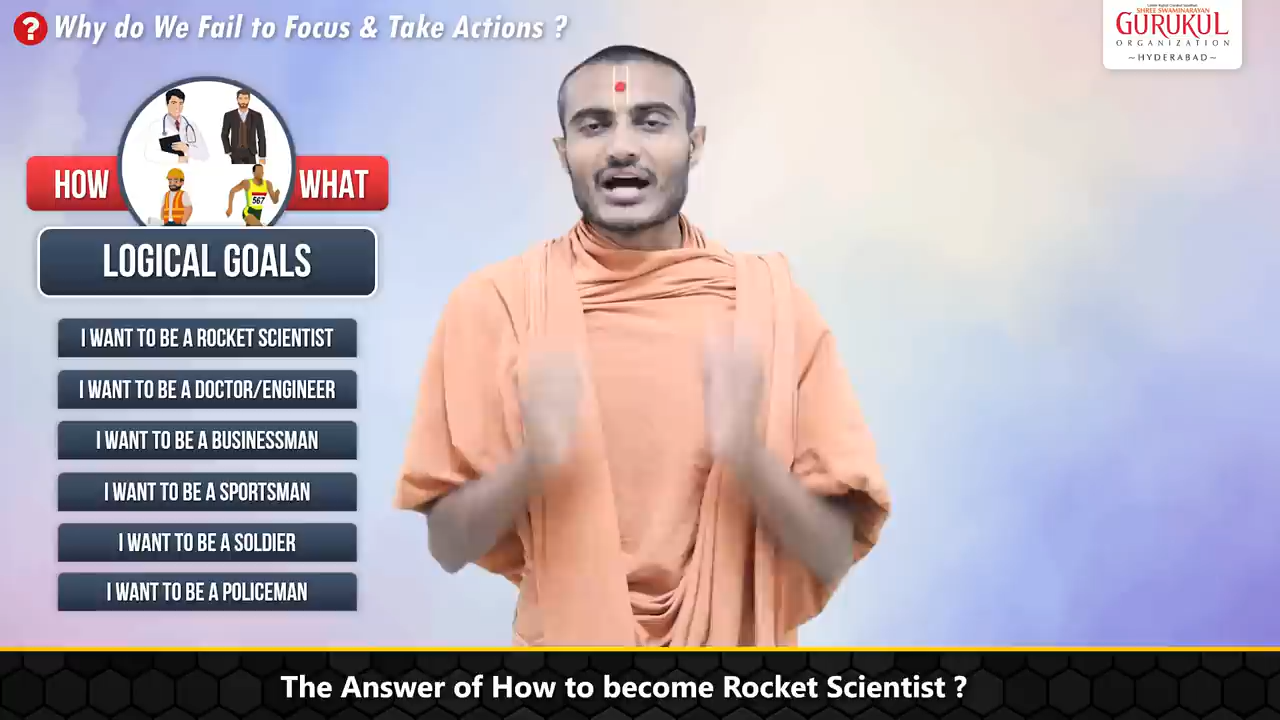 ? Why do We Fail to Focus & Take Actions ?
SHREE SWAMINARAYAN
GURUKUL
ORGANIZATION
~HYDERABAD~
HOW
WHAT
567
LOGICAL GOALS
I WANT TO BE A ROCKET SCIENTIST
I WANT TO BE A DOCTOR/ENGINEER
I WANT TO BE A BUSINESSMAN
I WANT TO BE A SPORTSMAN
I WANT TO BE A SOLDIER
I WANT TO BE A POLICEMAN
The Answer of How to become Rocket Scientist ?